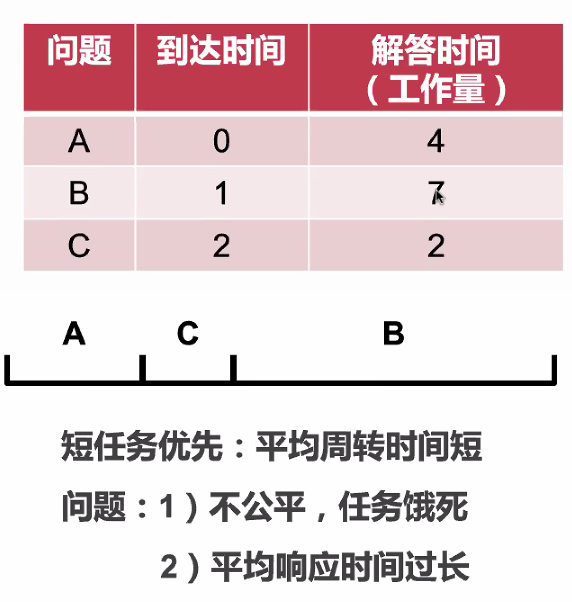 问题 到达时间 解答时间
（工作量）
A 0 4
B 1 7
C 2 2
A C B
短任务优先：平均周转时间短
问题：1）不公平，任务饿死
2）平均响应时间过长